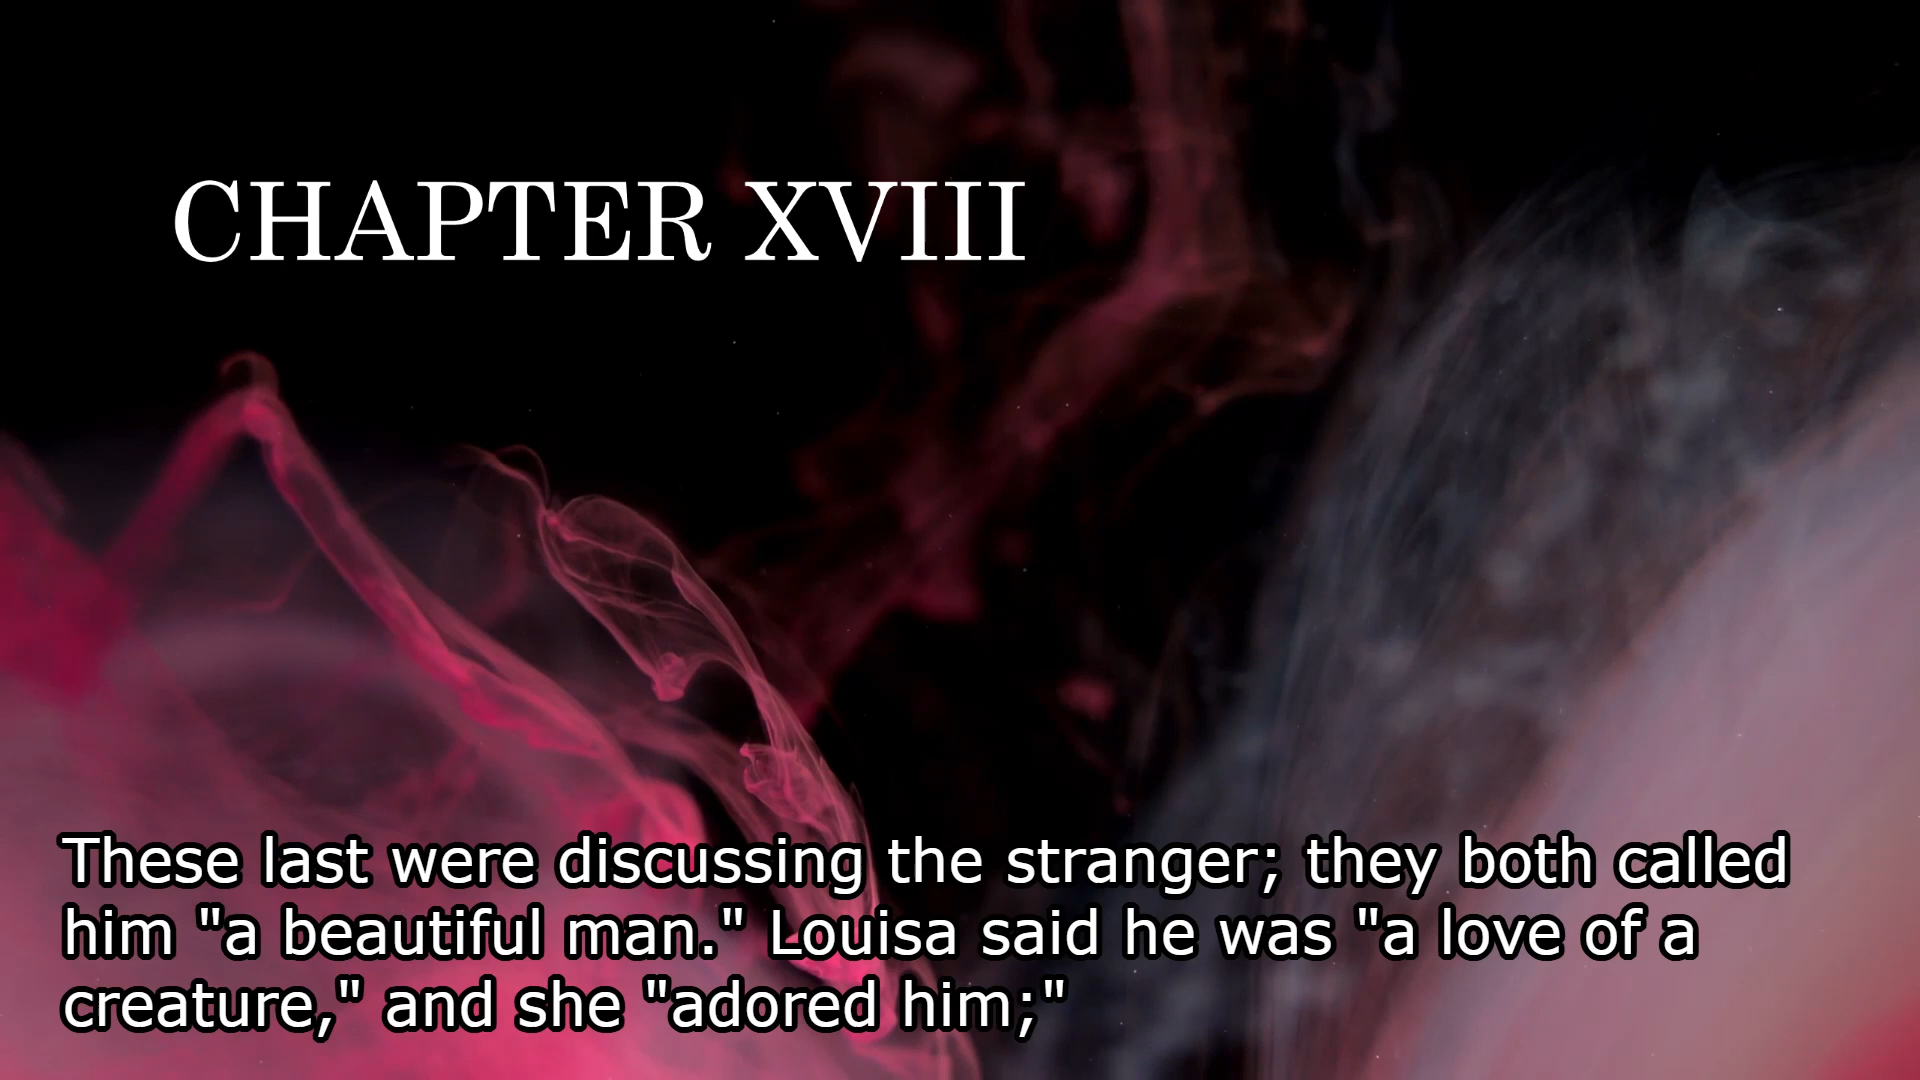 CHAPTER XVIII
These last were discussing the stranger; they both called
him "a beautiful man." Louisa said he was "a love of a
creature," and she "adored him;"